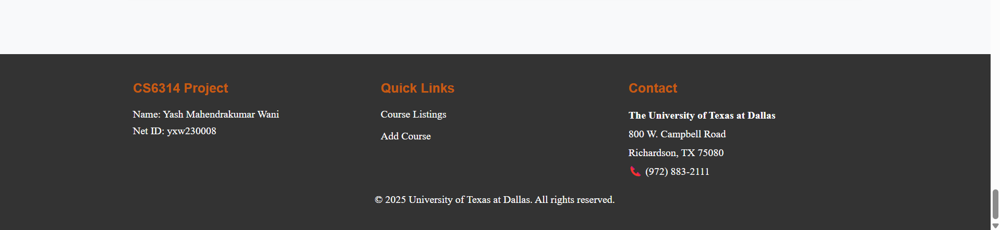 CS6314 Project
Name: Yash Mahendrakumar Wani
Net ID: yxw230008
Quick Links
Course Listings
Add Course
Contact
The University of Texas at Dallas
800 W. Campbell Road
Richardson, TX 75080
(972) 883-2111
© 2025 University of Texas at Dallas. All rights reserved.